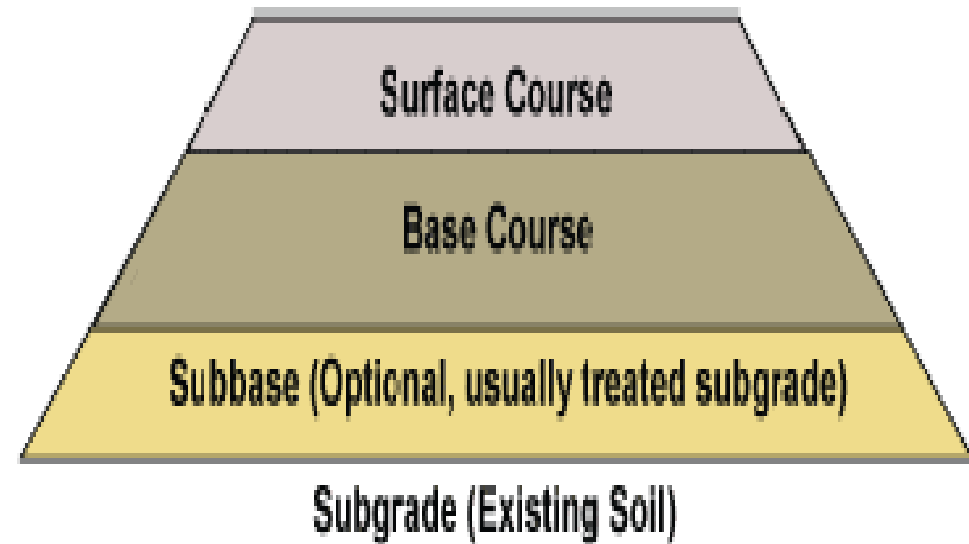 Surface Course
Base Course
Subbase (Optional, usually treated subgrade)
Subgrade (Existing Soil)